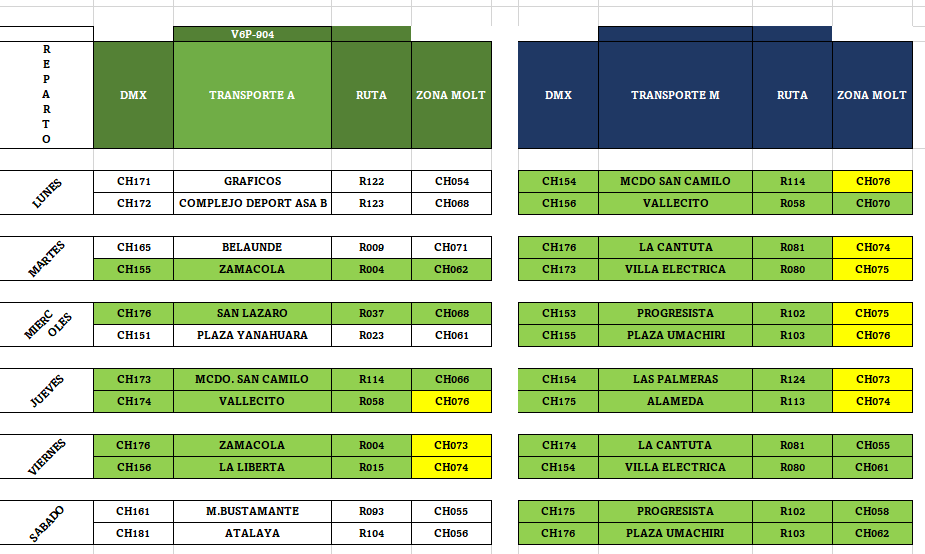 V6P-904
REPARTO DMX TRANSPORTE A RUTA ZONA MOLT DMX TRANSPORTE M RUTA ZONA MOLT
LUNES CH171 GRAFICOS R122 CH054 CH154 MCDO SAN CAMILO R114 CH076
CH172 COMPLEJO DEPORT ASA B R123 CH068 CH156 VALLECITO R058 CH070
MARTES CH165 BELAUNDE R009 CH071 CH176 LA CANTUTA R081 CH074
CH155 ZAMACOLA R004 CH062 CH173 VILLA ELECTRICA R080 CH075
MIERCOLES CH176 SAN LAZARO R037 CH068 CH153 PROGRESISTA R102 CH075
CH151 PLAZA YANAHUARA R023 CH061 CH155 PLAZA UMACHIRI R103 CH076
JUEVES CH173 MCDO. SAN CAMILO R114 CH066 CH154 LAS PALMERAS R124 CH073
CH174 VALLECITO R058 CH076 CH175 ALAMEDA R113 CH074
VIERNES CH176 ZAMACOLA R004 CH073 CH174 LA CANTUTA R081 CH055
CH156 LA LIBERTA R015 CH074 CH154 VILLA ELECTRICA R080 CH061
SABADO CH161 M.BUSTAMANTE R093 CH055 CH175 PROGRESISTA R102 CH058
CH181 ATALAYA R104 CH056 CH176 PLAZA UMACHIRI R103 CH062